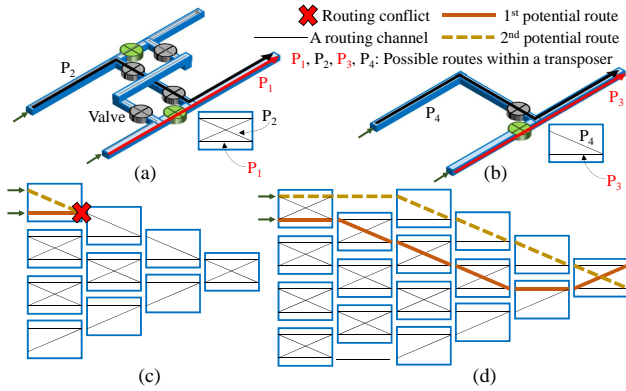 Routing conflict
1st potential route
A routing channel
2nd potential route
P1, P2, P3, P4: Possible routes within a transposer
P2
P1
Valve
P2
P1
(a)
P4
P3
P4
P3
(b)
(c)
(d)